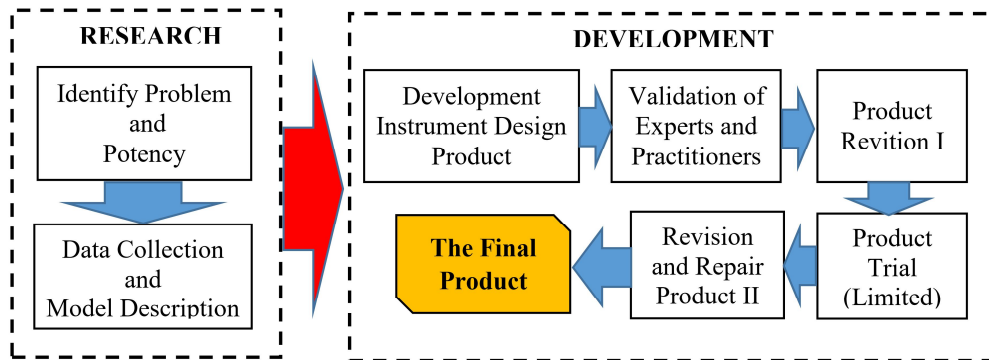 RESEARCH
Identify Problem
and
Potency
Data Collection
and
Model Description
DEVELOPMENT
Development
Instrument Design
Product
Validation of
Experts and
Practitioners
Product
Revition I
Product
Trial
(Limited)
Revision
and Repair
Product II
The Final
Product